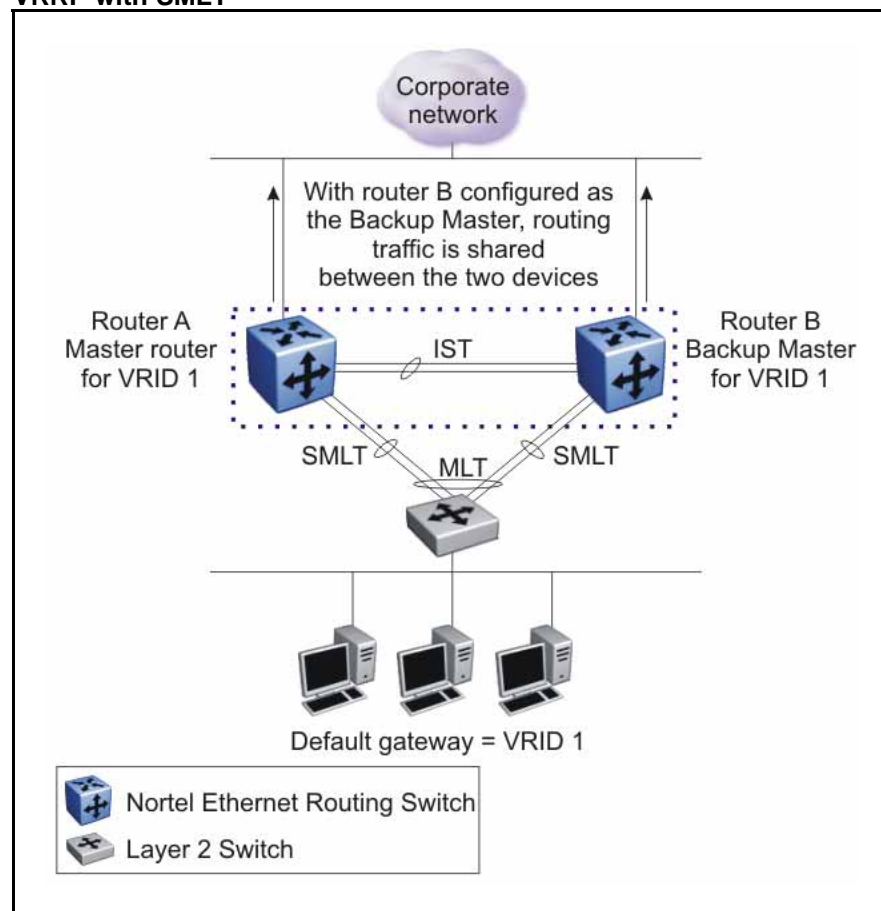 VRRP with SMLT
Corporate
network
With router B configured as
the Backup Master, routing
traffic is shared
between the two devices
Router A
Master router
for VRID 1
Router B
Backup Master
for VRID 1
IST
SMLT
MLT
SMLT
Default gateway = VRID 1
Nortel Ethernet Routing Switch
Layer 2 Switch